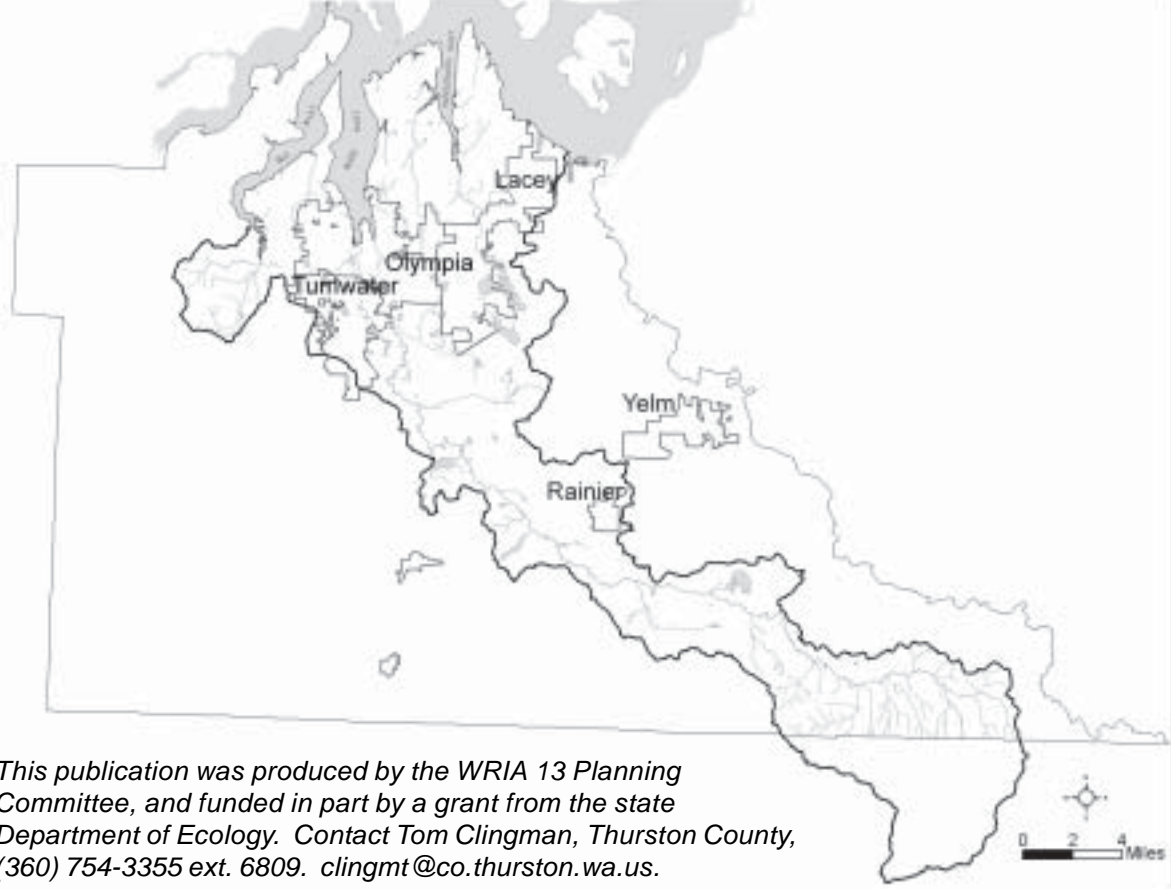 Lacey
Olympia
Tumwater
Yelm
Rainier
This publication was produced by the WRIA 13 Planning
Committee, and funded in part by a grant from the state
Department of Ecology. Contact Tom Clingman, Thurston County,
(360) 754-3355 ext. 6809. clingmt@co.thurston.wa.us.
0 2 4
Miles